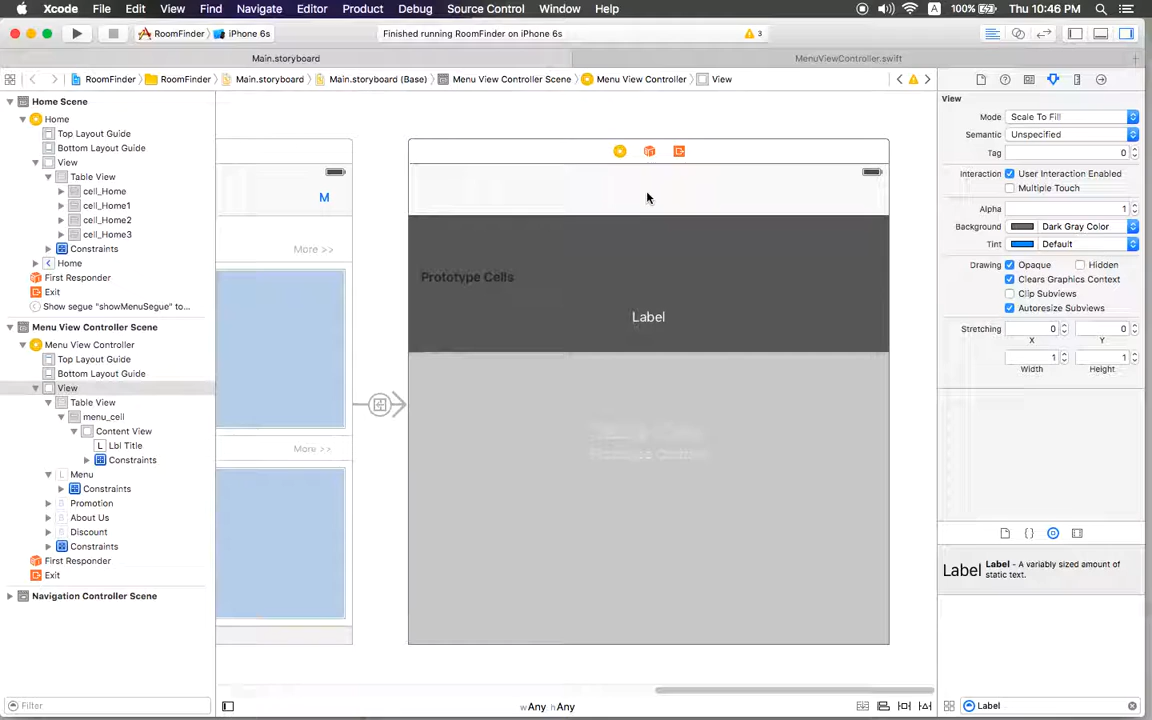 Xcode File Edit View Find Navigate Editor Product Debug Source Control Window Help A 100% Thu 10:46 PM
RoomFinder iPhone 6s Finished running RoomFinder on iPhone 6s 3
Main.storyboard MenuViewController.swift
RoomFinder RoomFinder Main.storyboard Main.storyboard (Base) Menu View Controller Scene Menu View Controller View
Home Scene
Home
Top Layout Guide
Bottom Layout Guide
View
Table View
cell_Home
cell_Home1
cell_Home2
cell_Home3
Constraints
Home
First Responder
Exit
Show segue "showMenuSegue" to...
Menu View Controller Scene
Menu View Controller
Top Layout Guide
Bottom Layout Guide
View
Table View
menu_cell
Content View
L Lbl Title
Constraints
L Menu
Constraints
B Promotion
B About Us
B Discount
Constraints
First Responder
Exit
Navigation Controller Scene
Filter
M
More >>
More >>
Prototype Cells
Label
Prototype Content
wAny hAny
View
Mode Scale To Fill
Semantic Unspecified
Tag 0
Interaction User Interaction Enabled
Multiple Touch
Alpha 1
Background Dark Gray Color
Tint Default
Drawing Opaque Hidden
Clears Graphics Context
Clip Subviews
Autoresize Subviews
Stretching 0 0
X Y
1 1
Width Height
Label Label - A variably sized amount of
static text.
Label